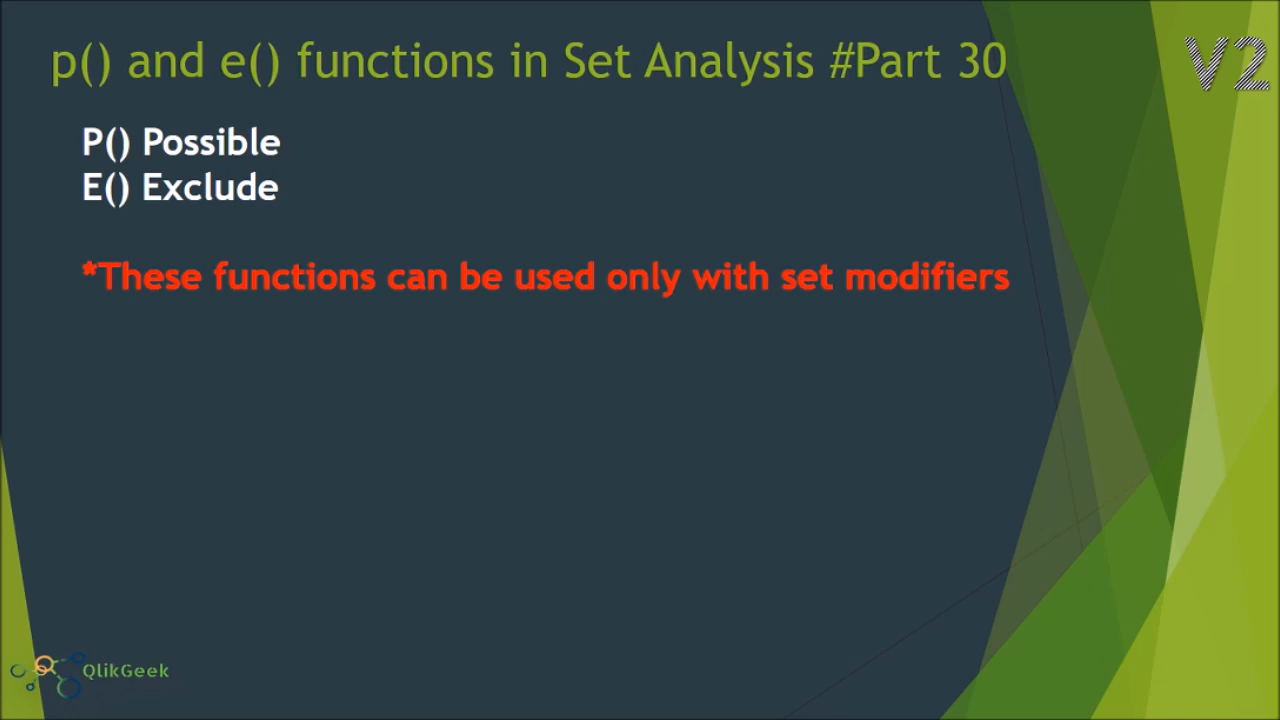 p() and e() functions in Set Analysis #Part 30
V2
P() Possible
E() Exclude
*These functions can be used only with set modifiers
QlikGeek